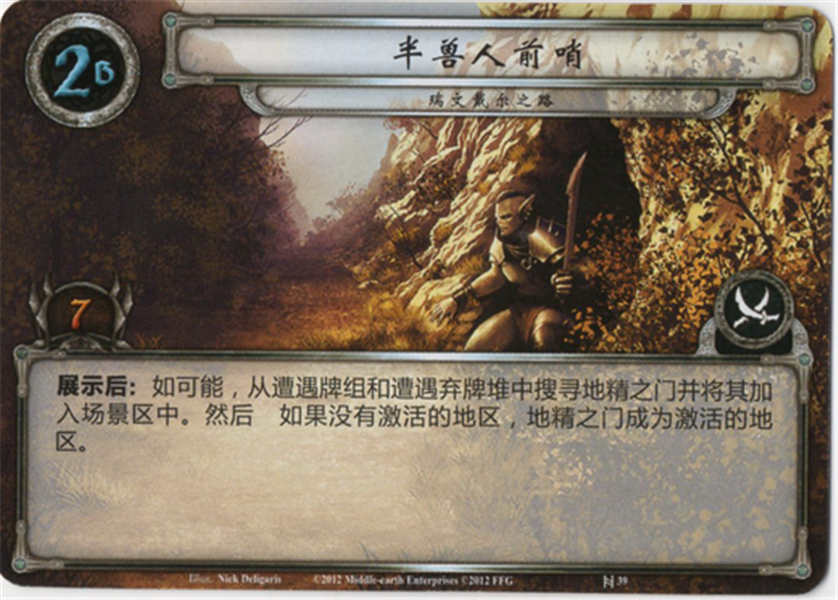 2B
半兽人前哨
瑞文戴尔之路
7
展示后：如可能，从遭遇牌组和遭遇弃牌堆中搜寻地精之门并将其加
入场景区中。然后 如果没有激活的地区，地精之门成为激活的地
区。
Illus. Nick Deligaris ©2012 Middle-earth Enterprises ©2012 FFG 39